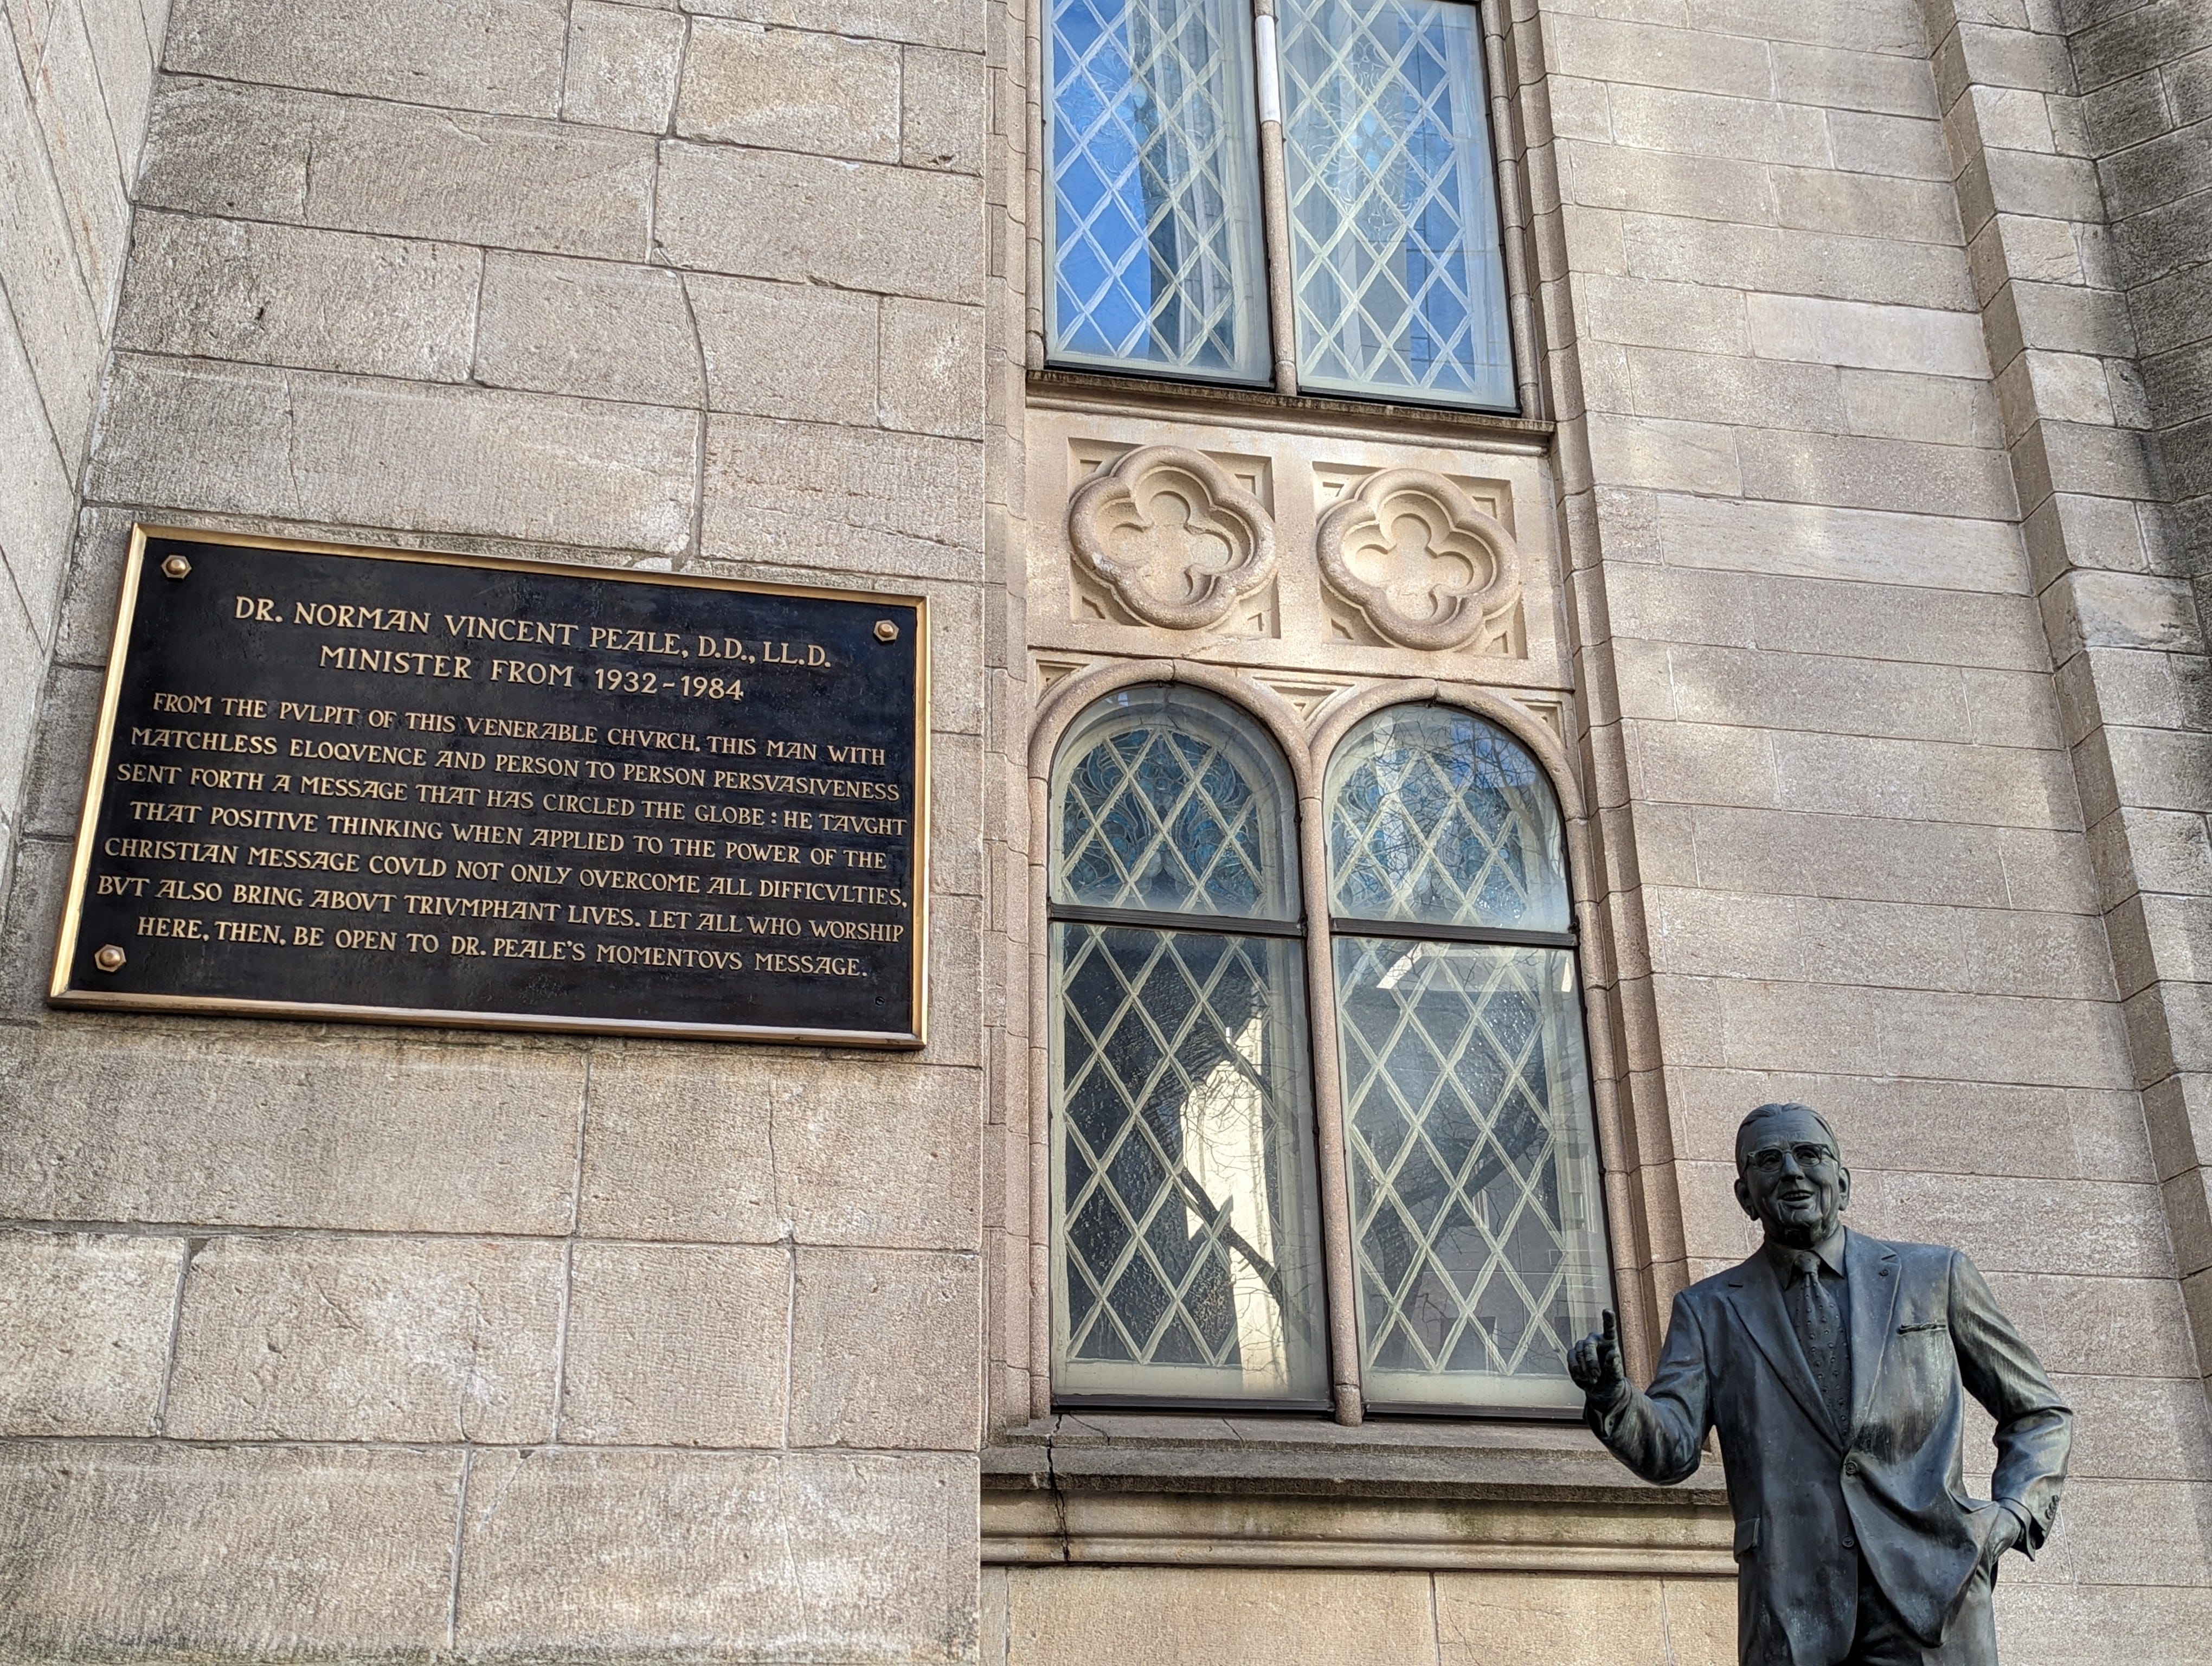 DR. NORMAN VINCENT PEALE, D.D., LL.D.
MINISTER FROM 1932-1984
FROM THE PVLPIT OF THIS VENERABLE CHVRCH, THIS MAN WITH
MATCHLESS ELOQVENCE AND PERSON TO PERSON PERSVASIVENESS
SENT FORTH A MESSAGE THAT HAS CIRCLED THE GLOBE: HE TAVGHT
THAT POSITIVE THINKING WHEN APPLIED TO THE POWER OF THE
CHRISTIAN MESSAGE COVLD NOT ONLY OVERCOME ALL DIFFICVLTIES,
BVT ALSO BRING ABOVT TRIVMPHANT LIVES. LET ALL WHO WORSHIP
HERE, THEN, BE OPEN TO DR. PEALE'S MOMENTOVS MESSAGE.